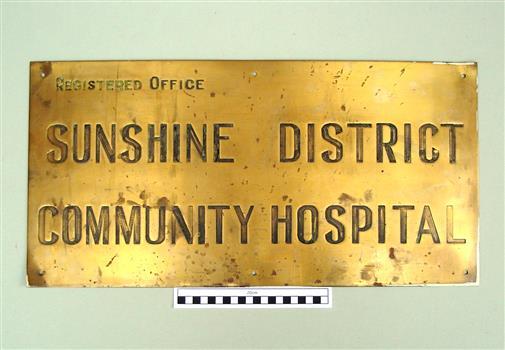 REGISTERED OFFICE
SUNSHINE DISTRICT
COMMUNITY HOSPITAL